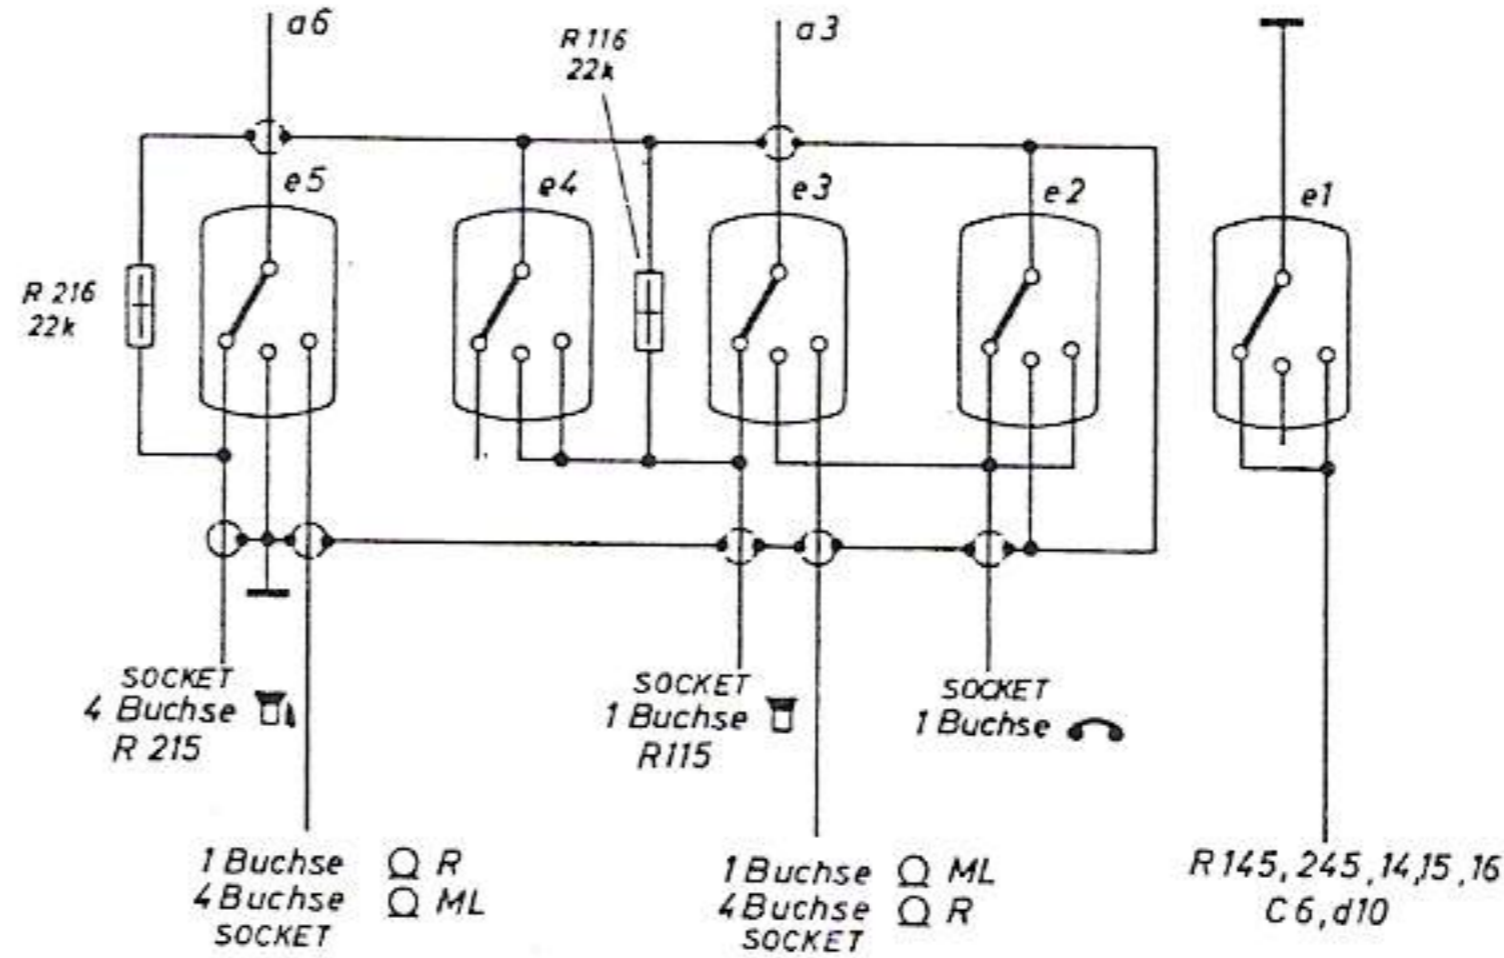 a6
R 116
22k
a3
e5
e4
e3
e2
e1
R 216
22k
SOCKET
4 Buchse
R 215
SOCKET
1 Buchse
R115
SOCKET
1 Buchse
1 Buchse R
4 Buchse ML
SOCKET
1 Buchse ML
4 Buchse R
SOCKET
R 145, 245, 14, 15, 16
C 6, d10